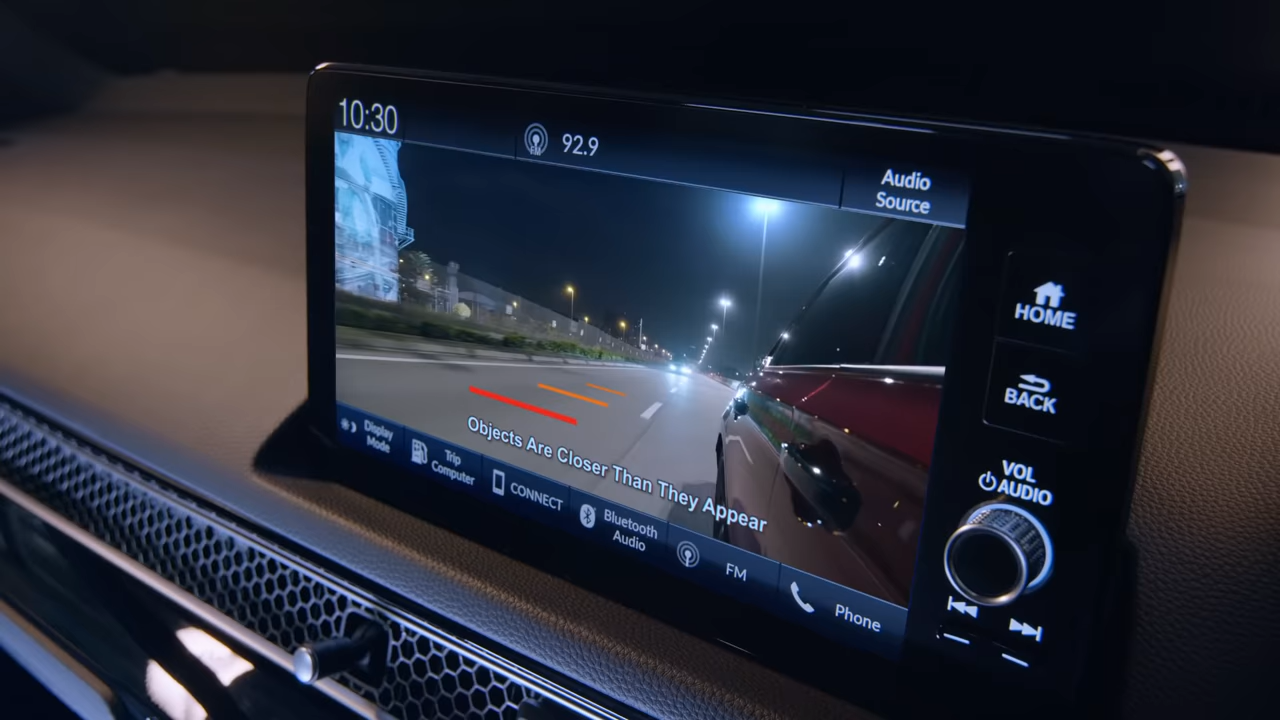 10:30
FM
92.9
Audio
Source
HOME
BACK
VOL
AUDIO
Objects Are Closer Than They Appear
Display
Mode
Trip
Computer
CONNECT
Bluetooth
Audio
FM
Phone